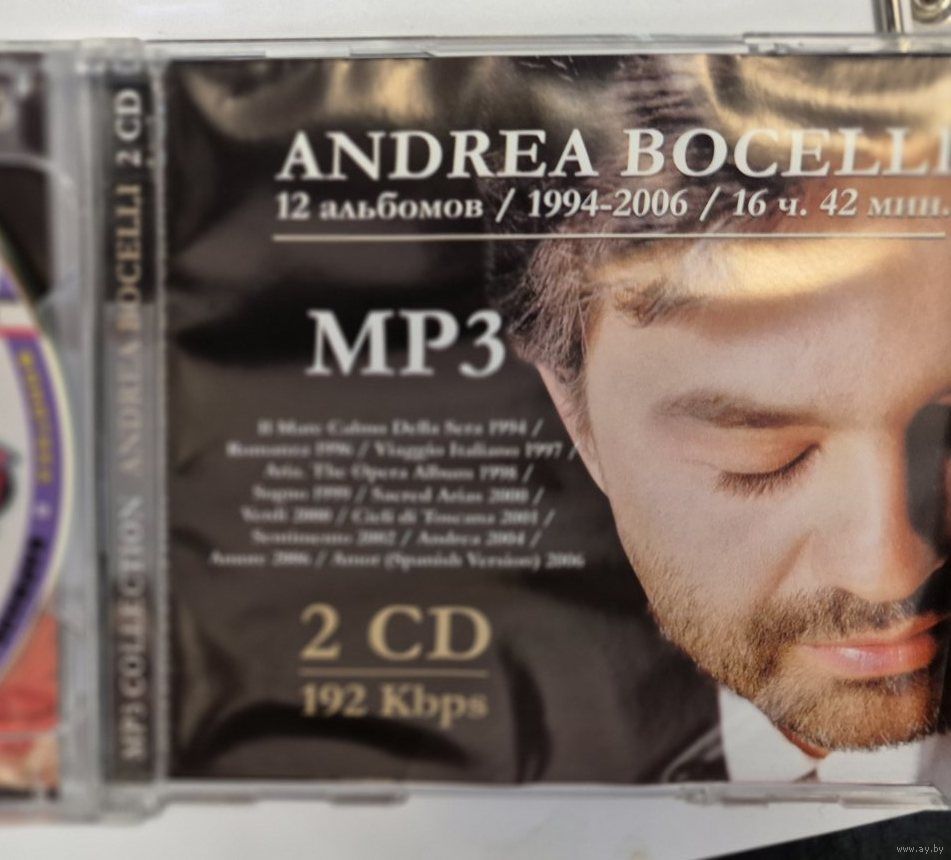 ANDREA BOCELLI
12 альбомов / 1994-2006 / 16 ч. 42 мин.
MP3
Il Mare Calmo Della Sera 1994 /
Romanza 1996 / Viaggio Italiano 1997 /
Aria. The Opera Album 1998 /
Sogno 1999 / Sacred Arias 2000 /
Verdi 2000 / Cieli di Toscana 2001 /
Sentimento 2002 / Andrea 2004 /
Amore 2006 / Amor (Spanish Version) 2006
2 CD
192 Kbps
MP3 COLLECTION ANDREA BOCELLI 2 CD
www.ay.by